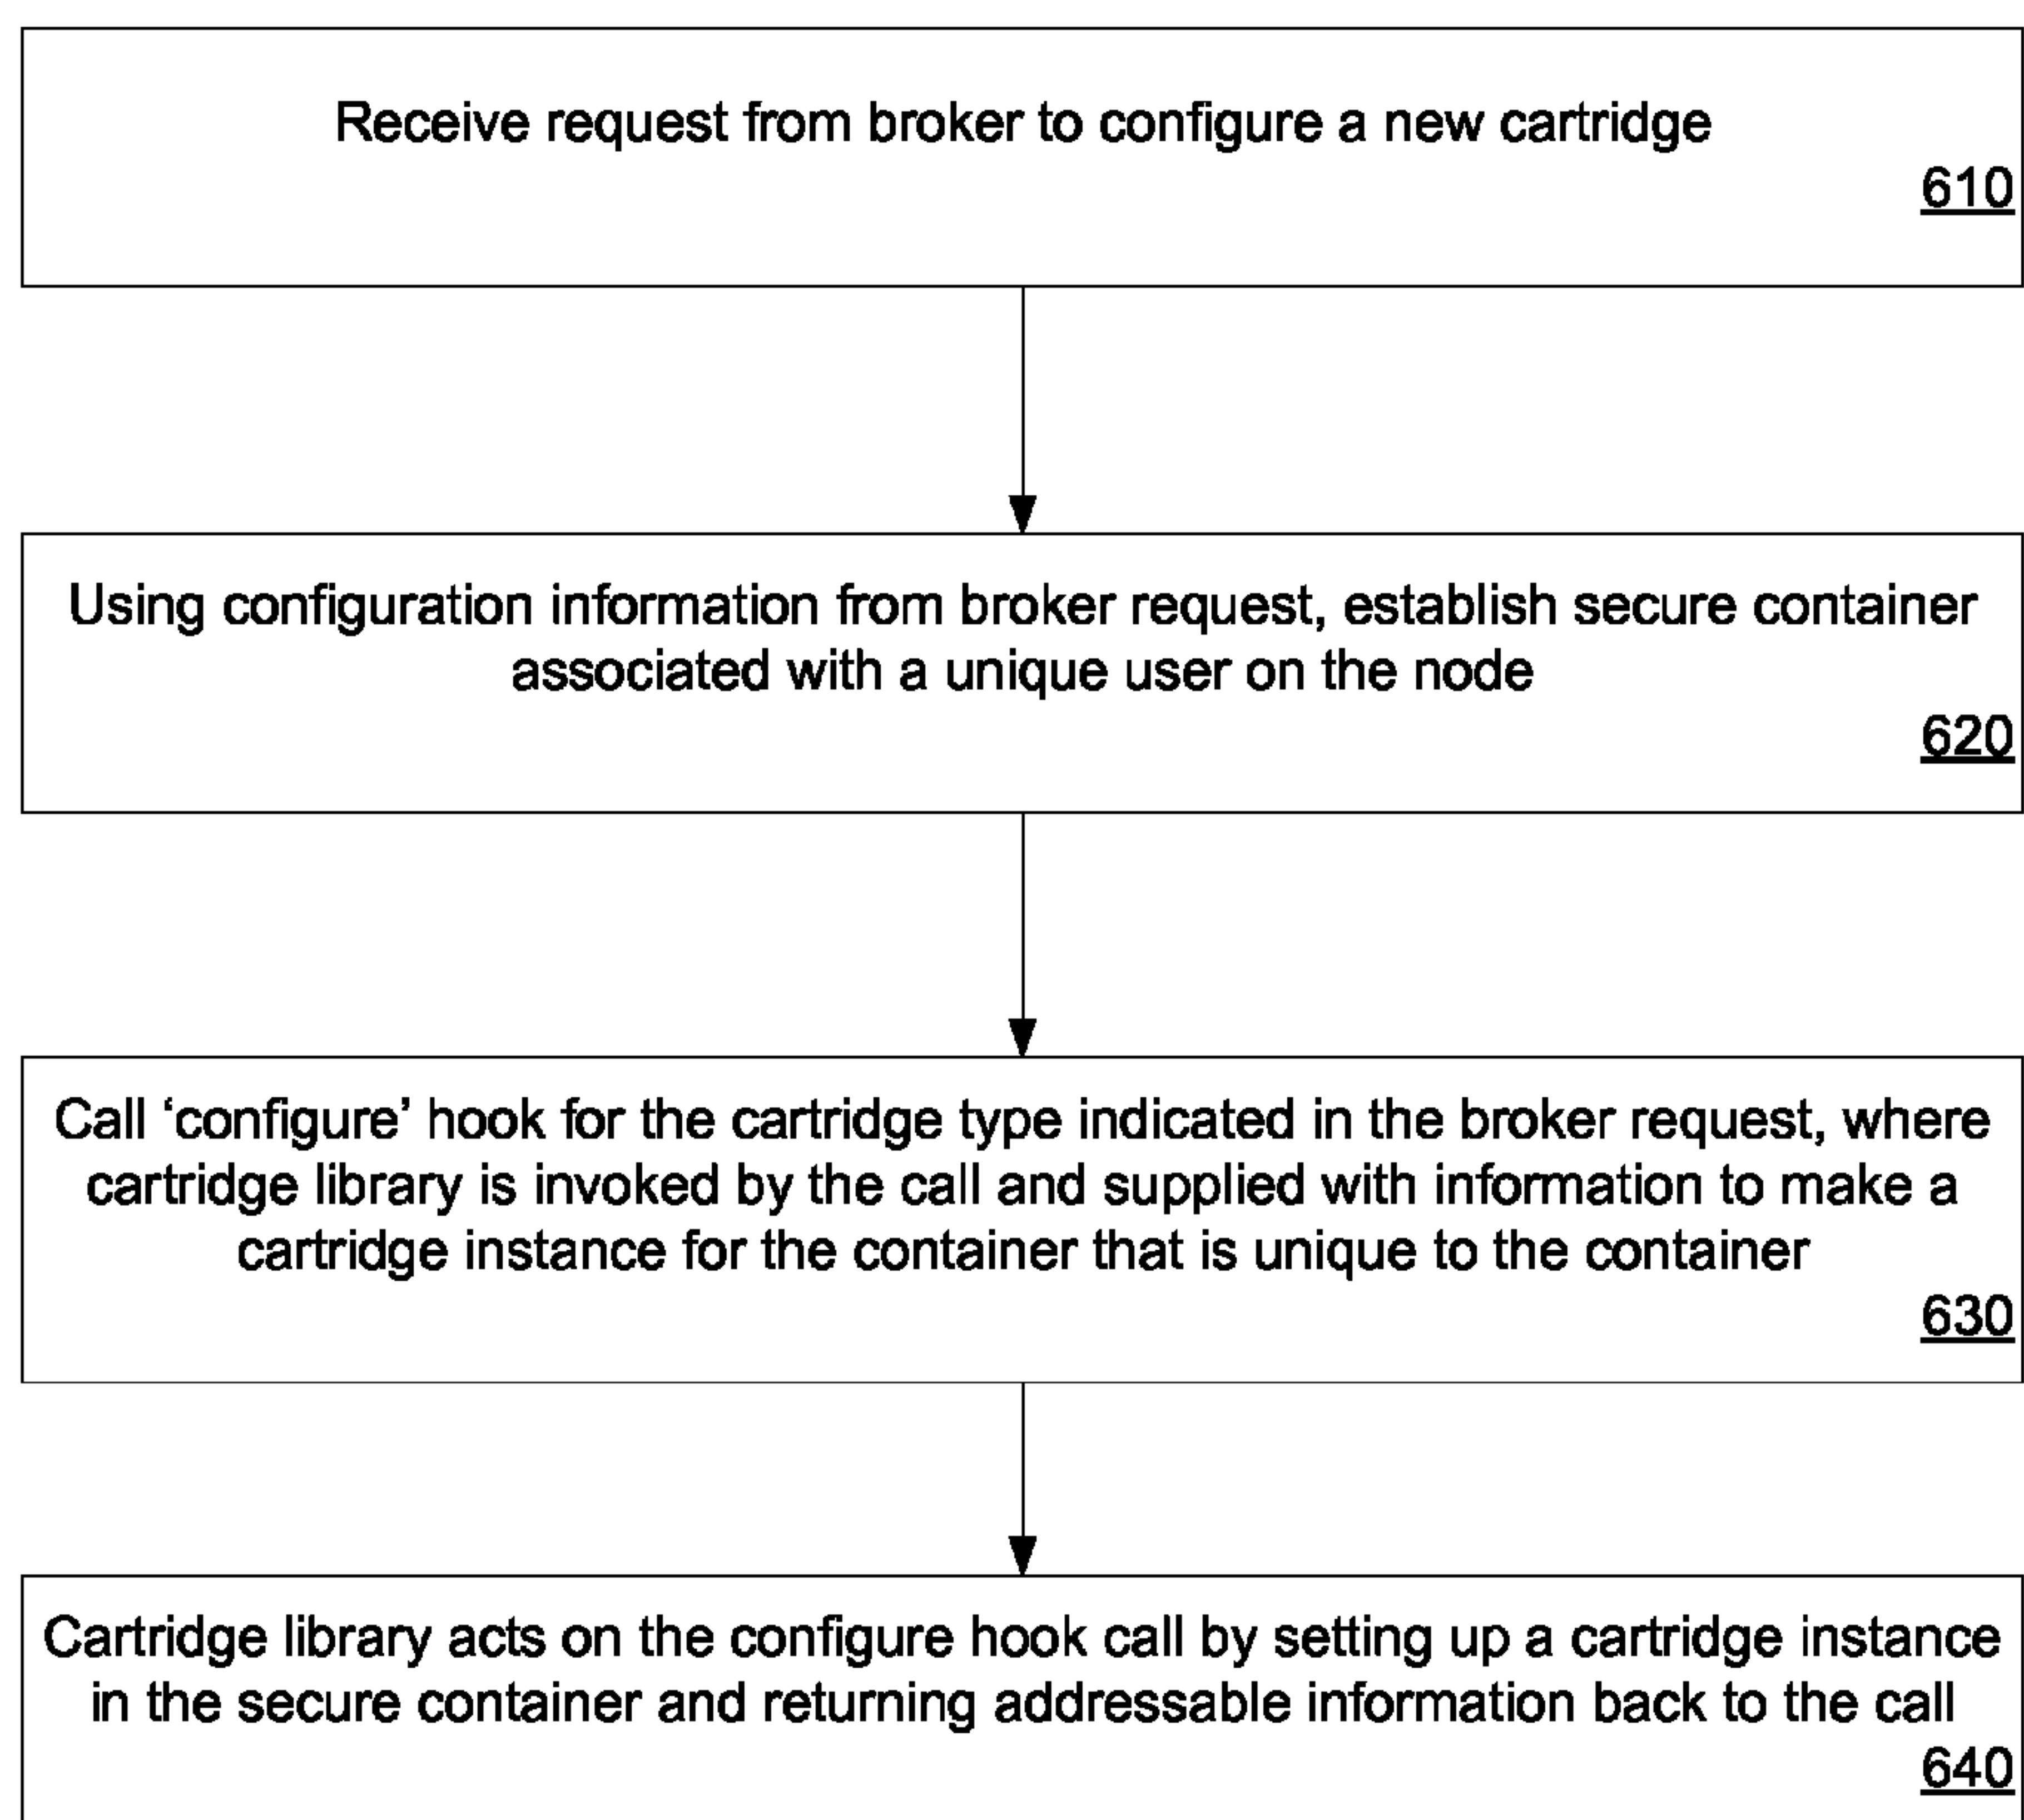 Receive request from broker to configure a new cartridge
610
Using configuration information from broker request, establish secure container
associated with a unique user on the node
620
Call ‘configure’ hook for the cartridge type indicated in the broker request, where
cartridge library is invoked by the call and supplied with information to make a
cartridge instance for the container that is unique to the container
630
Cartridge library acts on the configure hook call by setting up a cartridge instance
in the secure container and returning addressable information back to the call
640